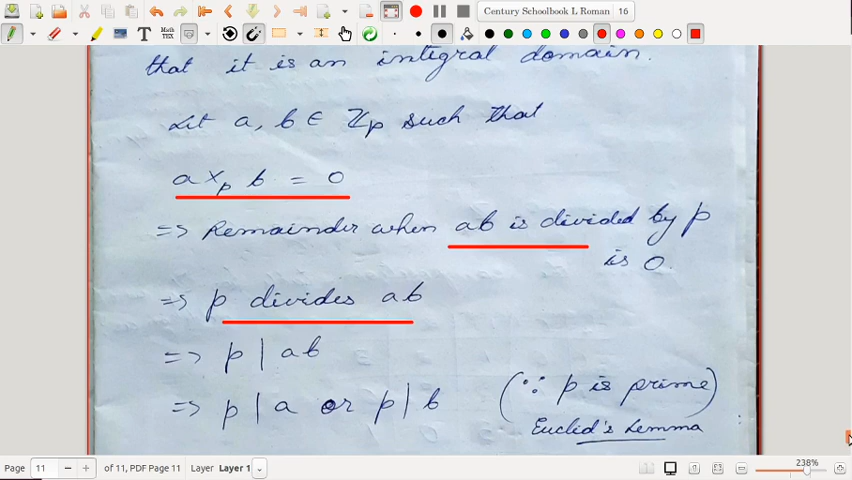 Century Schoolbook L Roman 16
Math
TEX
that it is an integral domain.
Let a, b ∈ ℤp such that
a ×p b = 0
=> Remainder when ab is divided by p
is 0.
=> p divides ab
=> p | ab
=> p | a or p | b (∵ p is prime)
Euclid's Lemma
Page 11 of 11, PDF Page 11 Layer Layer 1 238%